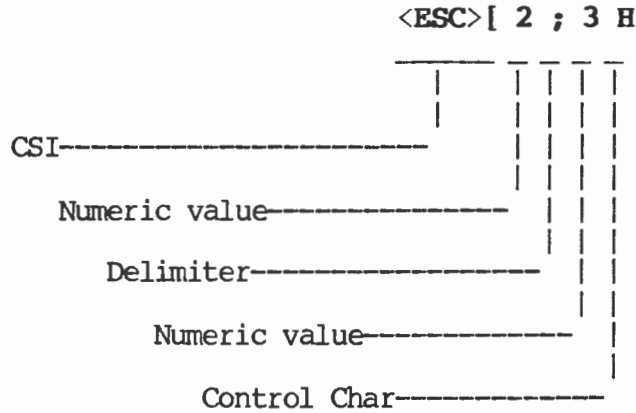 <ESC>[ 2 ; 3 H
CSI
Numeric value
Delimiter
Numeric value
Control Char